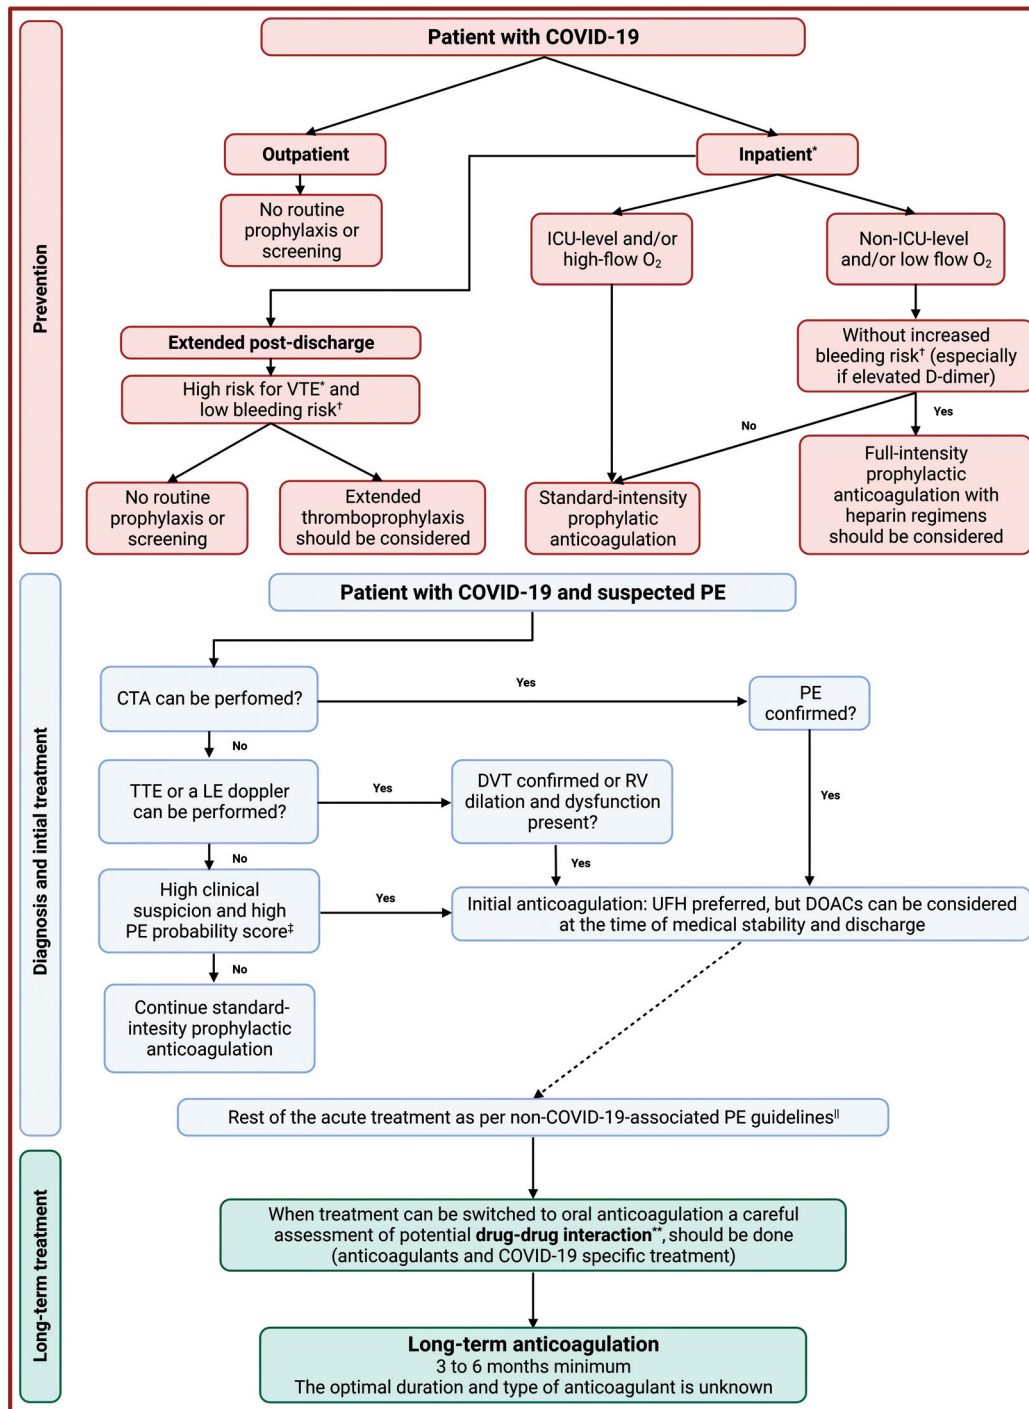 Prevention
Patient with COVID-19
Outpatient
Inpatient*
No routine
prophylaxis or
screening
ICU-level and/or
high-flow O₂
Non-ICU-level
and/or low flow O₂
Extended post-discharge
Without increased
bleeding risk† (especially
if elevated D-dimer)
High risk for VTE* and
low bleeding risk†
No
Yes
No routine
prophylaxis or
screening
Extended
thromboprophylaxis
should be considered
Standard-intensity
prophylatic
anticoagulation
Full-intensity
prophylactic
anticoagulation with
heparin regimens
should be considered
Diagnosis and intial treatment
Patient with COVID-19 and suspected PE
CTA can be perfomed?
Yes
PE
confirmed?
No
TTE or a LE doppler
can be performed?
Yes
DVT confirmed or RV
dilation and dysfunction
present?
Yes
No
Yes
High clinical
suspicion and high
PE probability score‡
Yes
Initial anticoagulation: UFH preferred, but DOACs can be considered
at the time of medical stability and discharge
No
Continue standard-
intesity prophylactic
anticoagulation
Rest of the acute treatment as per non-COVID-19-associated PE guidelines||
Long-term treatment
When treatment can be switched to oral anticoagulation a careful
assessment of potential drug-drug interaction**, should be done
(anticoagulants and COVID-19 specific treatment)
Long-term anticoagulation
3 to 6 months minimum
The optimal duration and type of anticoagulant is unknown